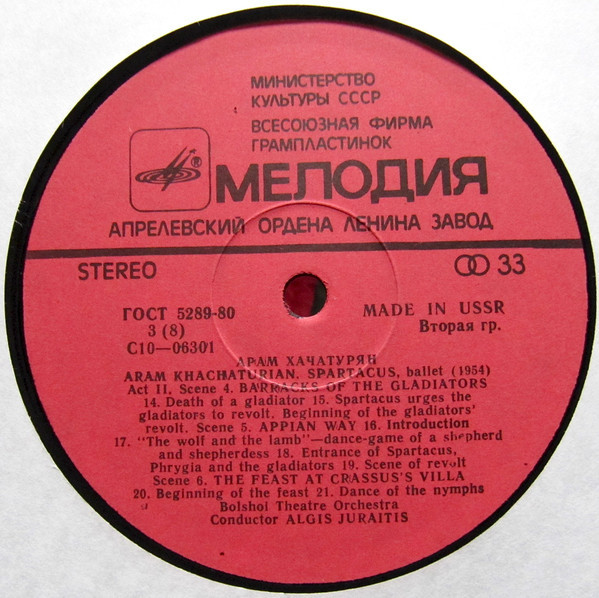 МИНИСТЕРСТВО
КУЛЬТУРЫ СССР
ВСЕСОЮЗНАЯ ФИРМА
ГРАМПЛАСТИНОК
®
МЕЛОДИЯ
АПРЕЛЕВСКИЙ ОРДЕНА ЛЕНИНА ЗАВОД
STEREO
33
ГОСТ 5289-80
MADE IN USSR
3 (8)
Вторая гр.
С10—06301
АРАМ ХАЧАТУРЯН
ARAM KHACHATURIAN. SPARTACUS, ballet (1954)
Act II, Scene 4. BARRACKS OF THE GLADIATORS
14. Death of a gladiator 15. Spartacus urges the
gladiators to revolt. Beginning of the gladiators'
revolt. Scene 5. APPIAN WAY 16. Introduction
17. "The wolf and the lamb"—dance-game of a shepherd
and shepherdess 18. Entrance of Spartacus,
Phrygia and the gladiators 19. Scene of revolt
Scene 6. THE FEAST AT CRASSUS'S VILLA
20. Beginning of the feast 21. Dance of the nymphs
Bolshoi Theatre Orchestra
Conductor ALGIS JURAITIS